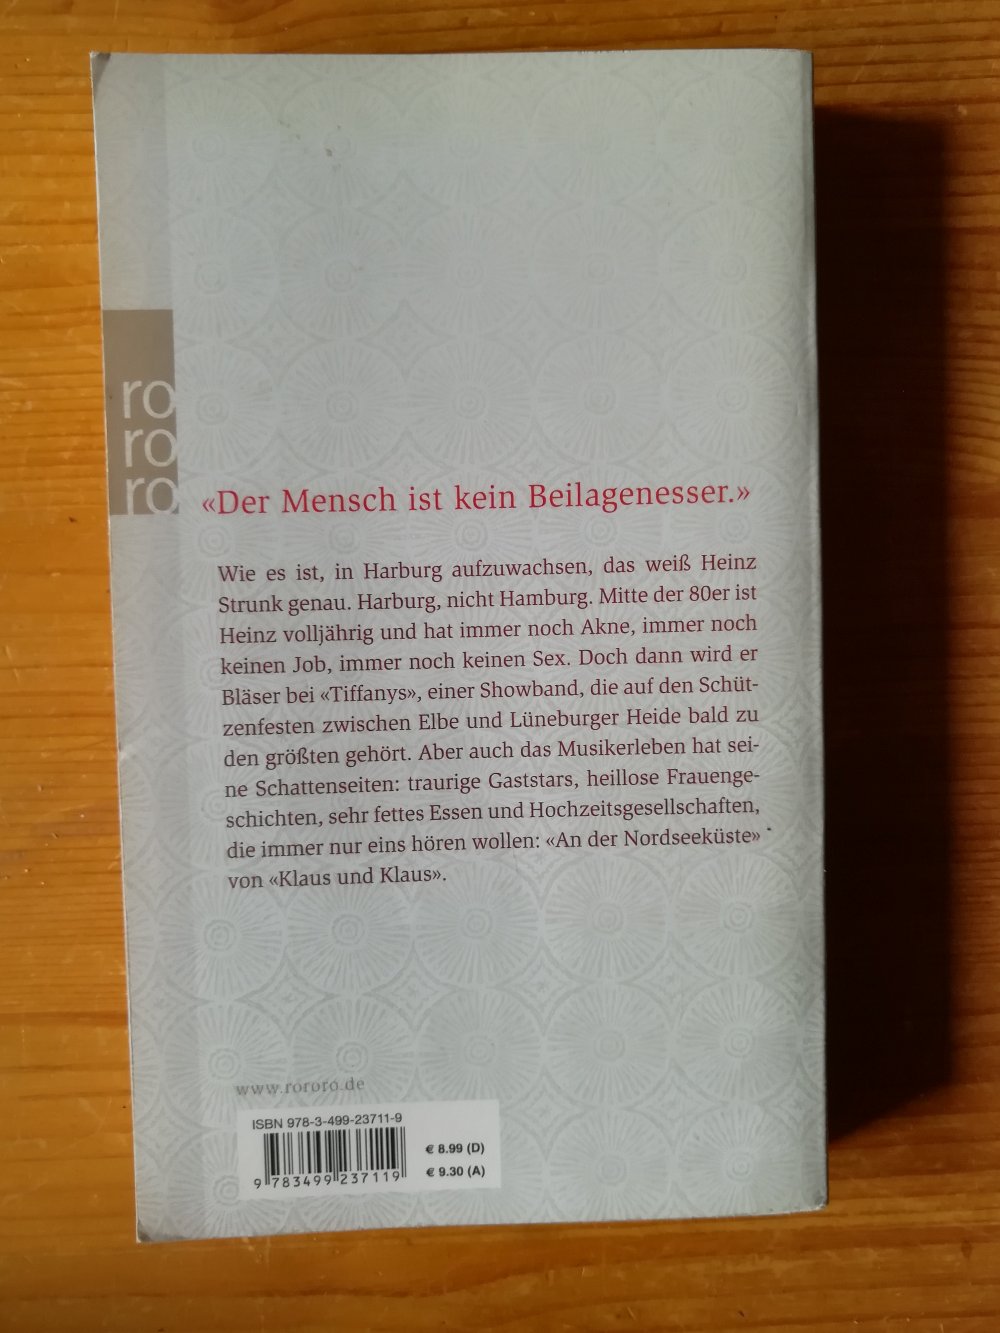 ro
ro
ro
«Der Mensch ist kein Beilagenesser.»
Wie es ist, in Harburg aufzuwachsen, das weiß Heinz
Strunk genau. Harburg, nicht Hamburg. Mitte der 80er ist
Heinz volljährig und hat immer noch Akne, immer noch
keinen Job, immer noch keinen Sex. Doch dann wird er
Bläser bei «Tiffanys», einer Showband, die auf den Schüt-
zenfesten zwischen Elbe und Lüneburger Heide bald zu
den größten gehört. Aber auch das Musikerleben hat sei-
ne Schattenseiten: traurige Gaststars, heillose Frauenge-
schichten, sehr fettes Essen und Hochzeitsgesellschaften,
die immer nur eins hören wollen: «An der Nordseeküste»
von «Klaus und Klaus».
www.rororo.de
ISBN 978-3-499-23711-9
€ 8.99 (D)
€ 9.30 (A)
9 783499 237119